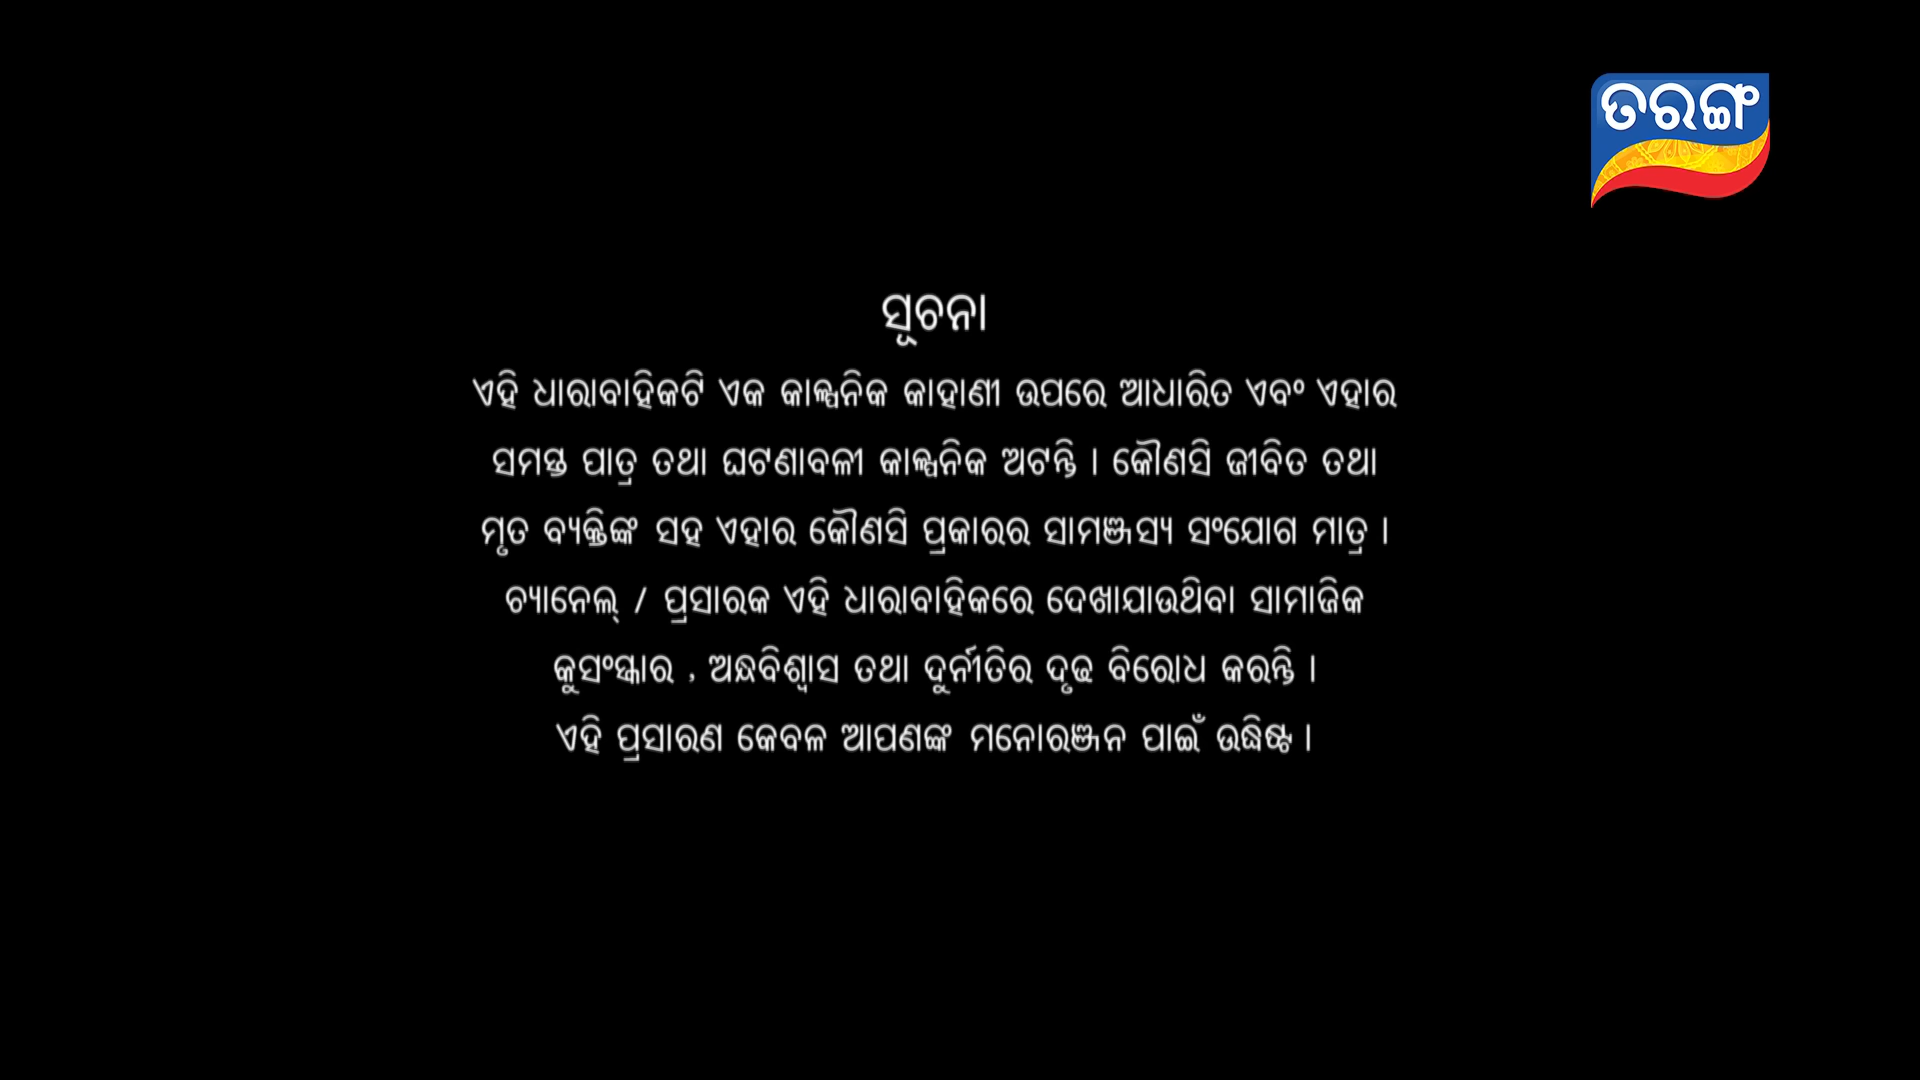 ତରଙ୍ଗ
ସୂଚନା
ଏହି ଧାରାବାହିକଟି ଏକ କାଳ୍ପନିକ କାହାଣୀ ଉପରେ ଆଧାରିତ ଏବଂ ଏହାର
ସମସ୍ତ ପାତ୍ର ତଥା ଘଟଣାବଳୀ କାଳ୍ପନିକ ଅଟନ୍ତି । କୌଣସି ଜୀବିତ ତଥା
ମୃତ ବ୍ୟକ୍ତିଙ୍କ ସହ ଏହାର କୌଣସି ପ୍ରକାରର ସାମଞ୍ଜସ୍ୟ ସଂଯୋଗ ମାତ୍ର ।
ଚ୍ୟାନେଲ୍ / ପ୍ରସାରକ ଏହି ଧାରାବାହିକରେ ଦେଖାଯାଉଥିବା ସାମାଜିକ
କୁସଂସ୍କାର , ଅନ୍ଧବିଶ୍ୱାସ ତଥା ଦୁର୍ନୀତିର ଦୃଢ ବିରୋଧ କରନ୍ତି ।
ଏହି ପ୍ରସାରଣ କେବଳ ଆପଣଙ୍କ ମନୋରଞ୍ଜନ ପାଇଁ ଉଦ୍ଧିଷ୍ଟ ।